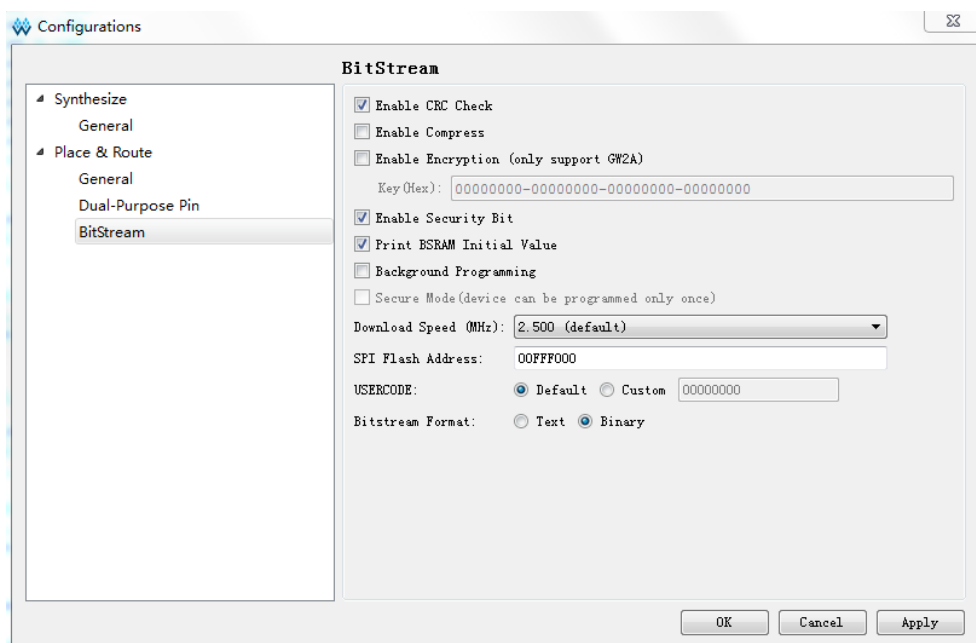 Configurations
BitStream
Synthesize
General
Place & Route
General
Dual-Purpose Pin
BitStream
Enable CRC Check
Enable Compress
Enable Encryption (only support GW2A)
Key(Hex): 00000000-00000000-00000000-00000000
Enable Security Bit
Print BSRAM Initial Value
Background Programming
Secure Mode(device can be programmed only once)
Download Speed (MHz): 2.500 (default)
SPI Flash Address: 00FFF000
USERCODE: Default Custom 00000000
Bitstream Format: Text Binary
OK Cancel Apply